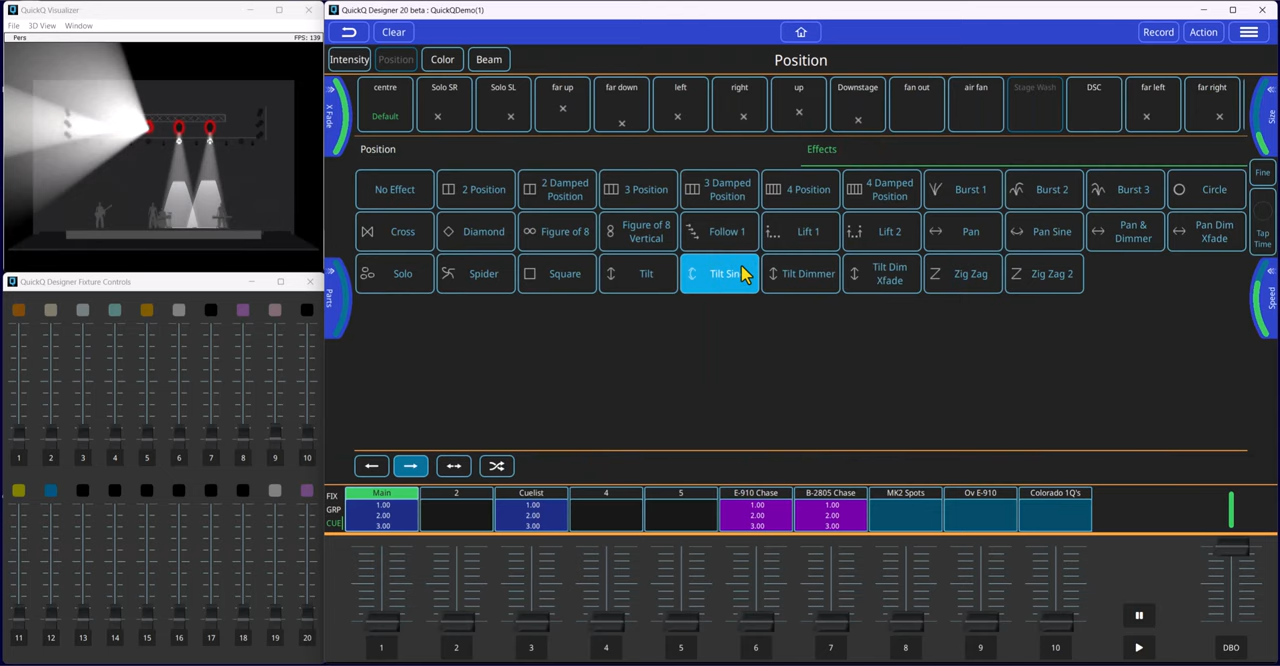 QuickQ Visualizer
File 3D View Window
Pers FPS: 139
QuickQ Designer Fixture Controls
1 2 3 4 5 6 7 8 9 10
11 12 13 14 15 16 17 18 19 20
QuickQ Designer 20 beta : QuickQDemo(1)
Clear Record Action
Intensity Position Color Beam Position
X Fade
centre Solo SR Solo SL far up far down left right up Downstage fan out air fan Stage Wash DSC far left far right
Default
Size
Position Effects
No Effect 2 Position 2 Damped Position 3 Position 3 Damped Position 4 Position 4 Damped Position Burst 1 Burst 2 Burst 3 Circle
Fine
Cross Diamond Figure of 8 Figure of 8 Vertical Follow 1 Lift 1 Lift 2 Pan Pan Sine Pan & Dimmer Pan Dim Xfade
Tap Time
Solo Spider Square Tilt Tilt Dimmer Tilt Dim Xfade Zig Zag Zig Zag 2
Parts
Speed
FIX Main 2 Cuelist 4 5 E-910 Chase B-2805 Chase MK2 Spots Ov E-910 Colorado 1Q's
GRP 1.00 1.00 1.00 1.00
2.00 2.00 2.00 2.00
CUE 3.00 3.00 3.00 3.00
1 2 3 4 5 6 7 8 9 10 DBO